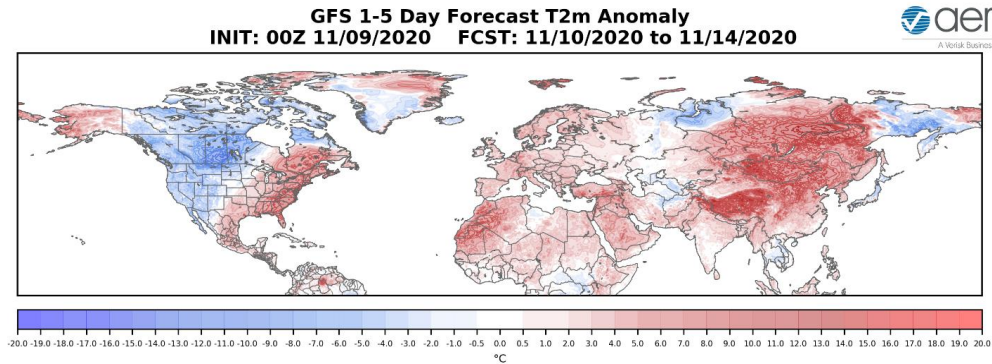 GFS 1-5 Day Forecast T2m Anomaly
INIT: 00Z 11/09/2020 FCST: 11/10/2020 to 11/14/2020
aer
A Verisk Business
-20.0 -19.0 -18.0 -17.0 -16.0 -15.0 -14.0 -13.0 -12.0 -11.0 -10.0 -9.0 -8.0 -7.0 -6.0 -5.0 -4.0 -3.0 -2.0 -1.0 -0.5 0.0 0.5 1.0 2.0 3.0 4.0 5.0 6.0 7.0 8.0 9.0 10.0 11.0 12.0 13.0 14.0 15.0 16.0 17.0 18.0 19.0 20.0
°C